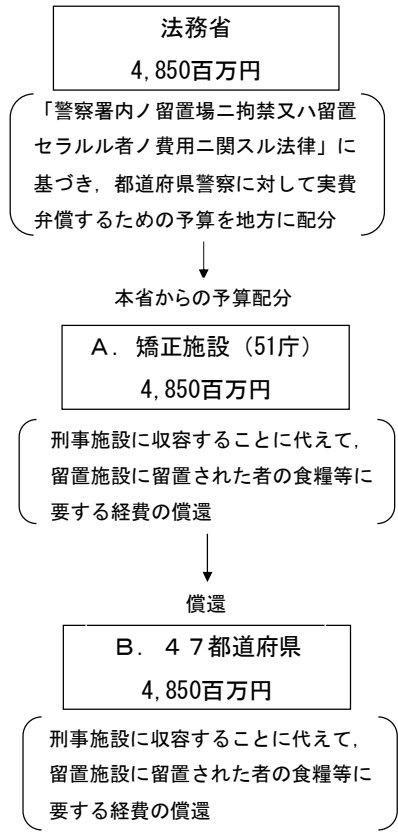 法務省
4,850百万円
「警察署内ノ留置場ニ拘禁又ハ留置
セラルル者ノ費用ニ関スル法律」に
基づき，都道府県警察に対して実費
弁償するための予算を地方に配分
本省からの予算配分
Ａ．矯正施設（51庁）
4,850百万円
刑事施設に収容することに代えて，
留置施設に留置された者の食糧等に
要する経費の償還
償還
Ｂ．４７都道府県
4,850百万円
刑事施設に収容することに代えて，
留置施設に留置された者の食糧等に
要する経費の償還